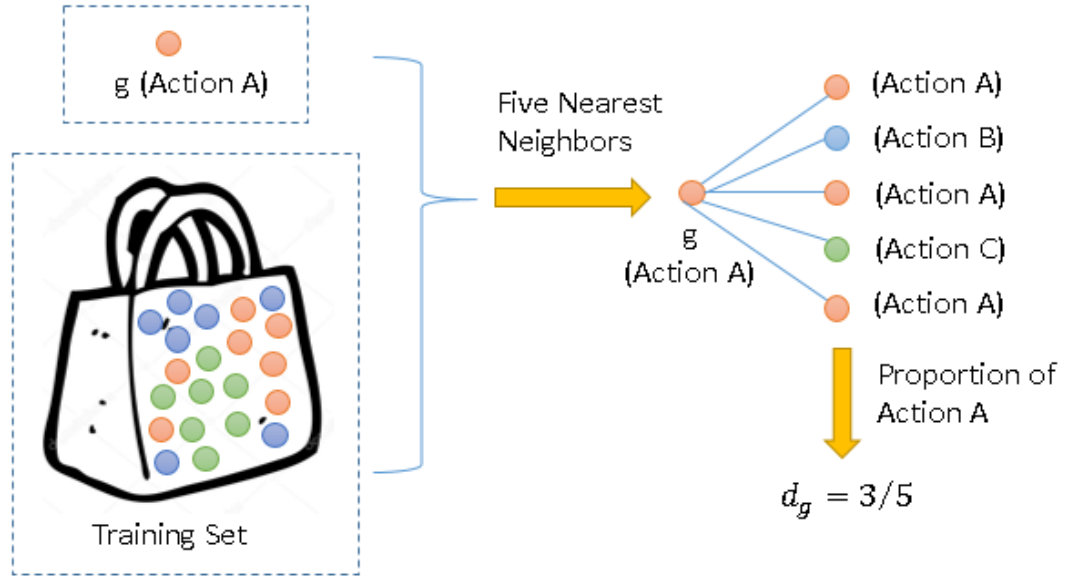 g (Action A)
Training Set
Five Nearest
Neighbors
g
(Action A)
(Action A)
(Action B)
(Action A)
(Action C)
(Action A)
Proportion of
Action A
d_g = 3/5